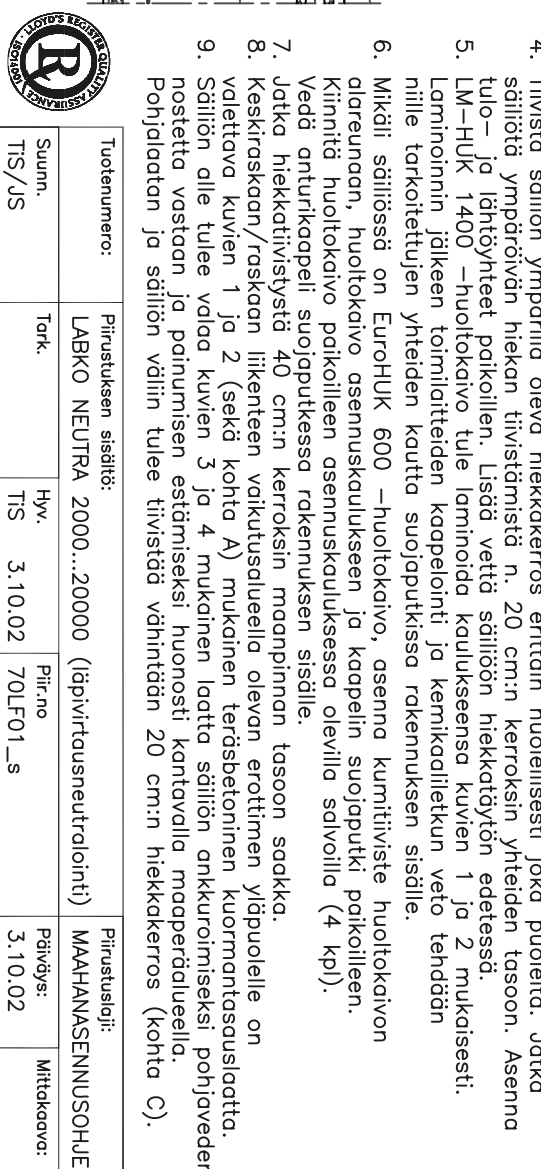 4. Tiivistä säiliön ympärillä oleva hiekkakerros erittäin huolellisesti joka puolelta. Jatka
säiliötä ympäröivän hiekan tiivistämistä n. 20 cm:n kerroksin yhteiden tasoon. Asenna
tulo- ja lähtöyhteet paikoillen. Lisää vettä säiliöön hiekkatäytön edetessä.
5. LM-HUK 1400 -huoltokaivo tule laminoida kaulukseensa kuvien 1 ja 2 mukaisesti.
Laminoinnin jälkeen toimilaitteiden kaapelointi ja kemikaaliletkun veto tehdään
niille tarkoitettujen yhteiden kautta suojaputkissa rakennuksen sisälle.
6. Mikäli säiliössä on EuroHUK 600 -huoltokaivo, asenna kumitiiviste huoltokaivon
alareunaan, huoltokaivo asennuskaulukseen ja kaapelin suojaputki paikoilleen.
Kiinnitä huoltokaivo paikoilleen asennuskauluksessa olevilla salvoilla (4 kpl).
Vedä anturikaapeli suojaputkessa rakennuksen sisälle.
7. Jatka hiekkatiivistystä 40 cm:n kerroksin maanpinnan tasoon saakka.
8. Keskiraskaan/raskaan liikenteen vaikutusalueella olevan erottimen yläpuolelle on
valettava kuvien 1 ja 2 (sekä kohta A) mukainen teräsbetoninen kuormantasauslaatta.
9. Säiliön alle tulee valaa kuvien 3 ja 4 mukainen laatta säiliön ankkuroimiseksi pohjaveden
nostetta vastaan ja painumisen estämiseksi huonosti kantavalla maaperäalueella.
Pohjalaatan ja säiliön väliin tulee tiivistää vähintään 20 cm:n hiekkakerros (kohta C).
LLOYD'S REGISTER QUALITY ASSURANCE
ISO14001
R
Tuotenumero:
Piirustuksen sisältö:
LABKO NEUTRA 2000...20000 (läpivirtausneutralointi)
Piirustuslaji:
MAAHANASENNUSOHJE
Suunn.
TiS/JS
Tark.
Hyv.
TiS 3.10.02
Piir.no
70LF01_s
Päiväys:
3.10.02
Mittakaava: